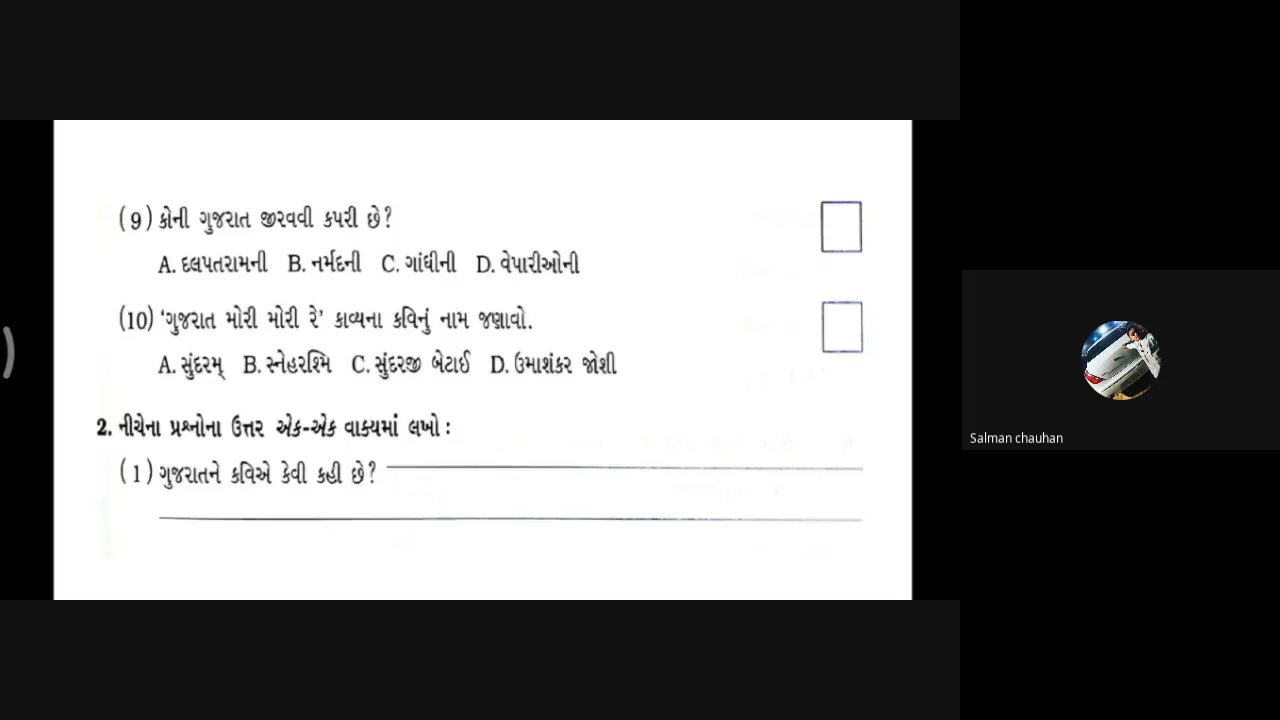 (9) કોની ગુજરાત જીરવવી કપરી છે?
A. દલપતરામની B. નર્મદની C. ગાંધીની D. વેપારીઓની
(10) ‘ગુજરાત મોરી મોરી રે’ કાવ્યના કવિનું નામ જણાવો.
A. સુંદરમ્ B. સ્નેહરશ્મિ C. સુંદરજી બેટાઈ D. ઉમાશંકર જોશી
2. નીચેના પ્રશ્નોના ઉત્તર એક-એક વાક્યમાં લખો :
(1) ગુજરાતને કવિએ કેવી કહી છે?
Salman chauhan